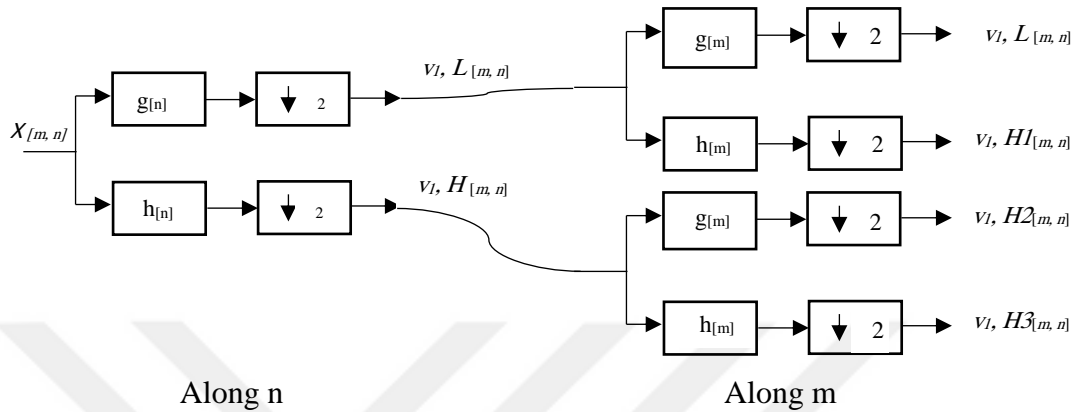 g[m] ↓ 2 v1, L [m, n]
v1, L [m, n]
g[n] ↓ 2
X[m, n]
h[m] ↓ 2 v1, H1[m, n]
v1, H [m, n]
h[n] ↓ 2
g[m] ↓ 2 v1, H2[m, n]
h[m] ↓ 2 v1, H3[m, n]
Along n Along m